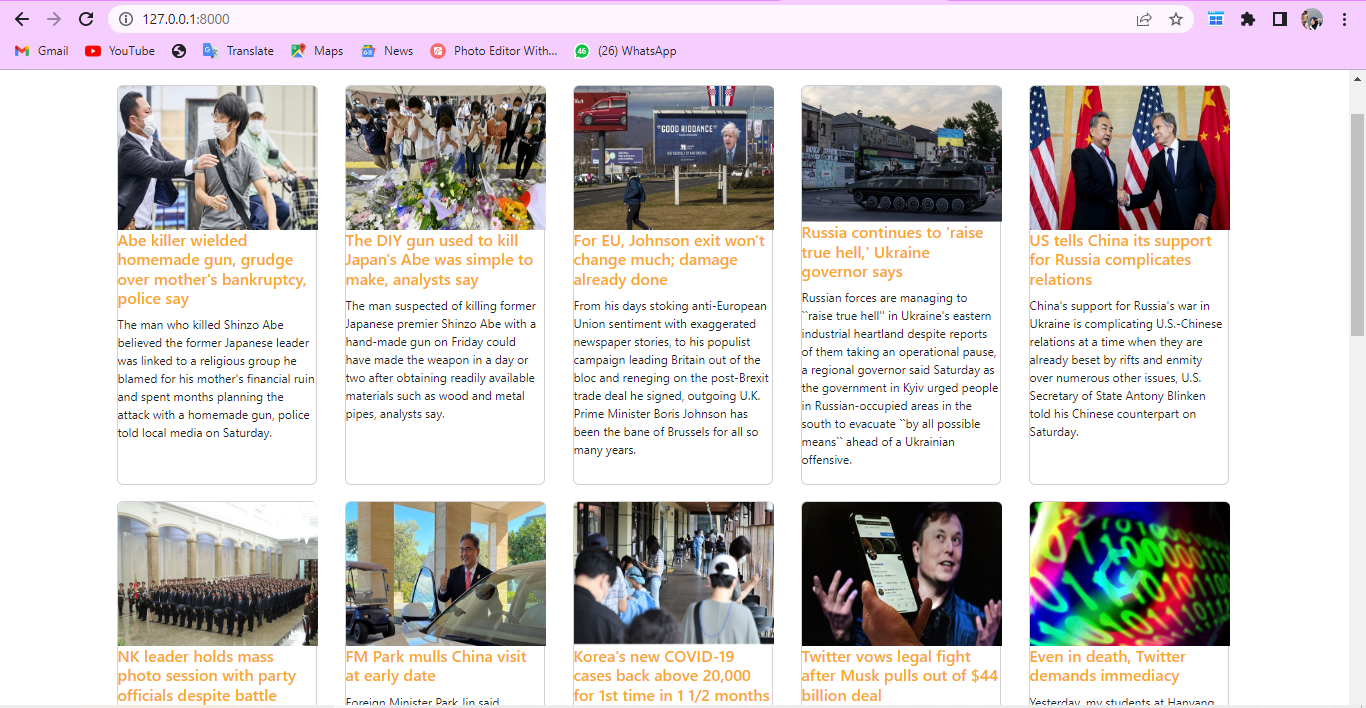 127.0.0.1:8000
Gmail
YouTube
Translate
Maps
News
Photo Editor With...
46
(26) WhatsApp
"GOOD RIDDANCE"
Abe killer wielded
homemade gun, grudge
over mother's bankruptcy,
police say
The man who killed Shinzo Abe
believed the former Japanese leader
was linked to a religious group he
blamed for his mother's financial ruin
and spent months planning the
attack with a homemade gun, police
told local media on Saturday.
The DIY gun used to kill
Japan's Abe was simple to
make, analysts say
The man suspected of killing former
Japanese premier Shinzo Abe with a
hand-made gun on Friday could
have made the weapon in a day or
two after obtaining readily available
materials such as wood and metal
pipes, analysts say.
For EU, Johnson exit won't
change much; damage
already done
From his days stoking anti-European
Union sentiment with exaggerated
newspaper stories, to his populist
campaign leading Britain out of the
bloc and reneging on the post-Brexit
trade deal he signed, outgoing U.K.
Prime Minister Boris Johnson has
been the bane of Brussels for all so
many years.
Russia continues to 'raise
true hell,' Ukraine
governor says
Russian forces are managing to
``raise true hell'' in Ukraine's eastern
industrial heartland despite reports
of them taking an operational pause,
a regional governor said Saturday as
the government in Kyiv urged people
in Russian-occupied areas in the
south to evacuate ``by all possible
means`` ahead of a Ukrainian
offensive.
US tells China its support
for Russia complicates
relations
China's support for Russia's war in
Ukraine is complicating U.S.-Chinese
relations at a time when they are
already beset by rifts and enmity
over numerous other issues, U.S.
Secretary of State Antony Blinken
told his Chinese counterpart on
Saturday.
NK leader holds mass
photo session with party
officials despite battle
FM Park mulls China visit
at early date
Foreign Minister Park Jin said
Korea's new COVID-19
cases back above 20,000
for 1st time in 1 1/2 months
Twitter vows legal fight
after Musk pulls out of $44
billion deal
Even in death, Twitter
demands immediacy
Yesterday, my students at Hanyang